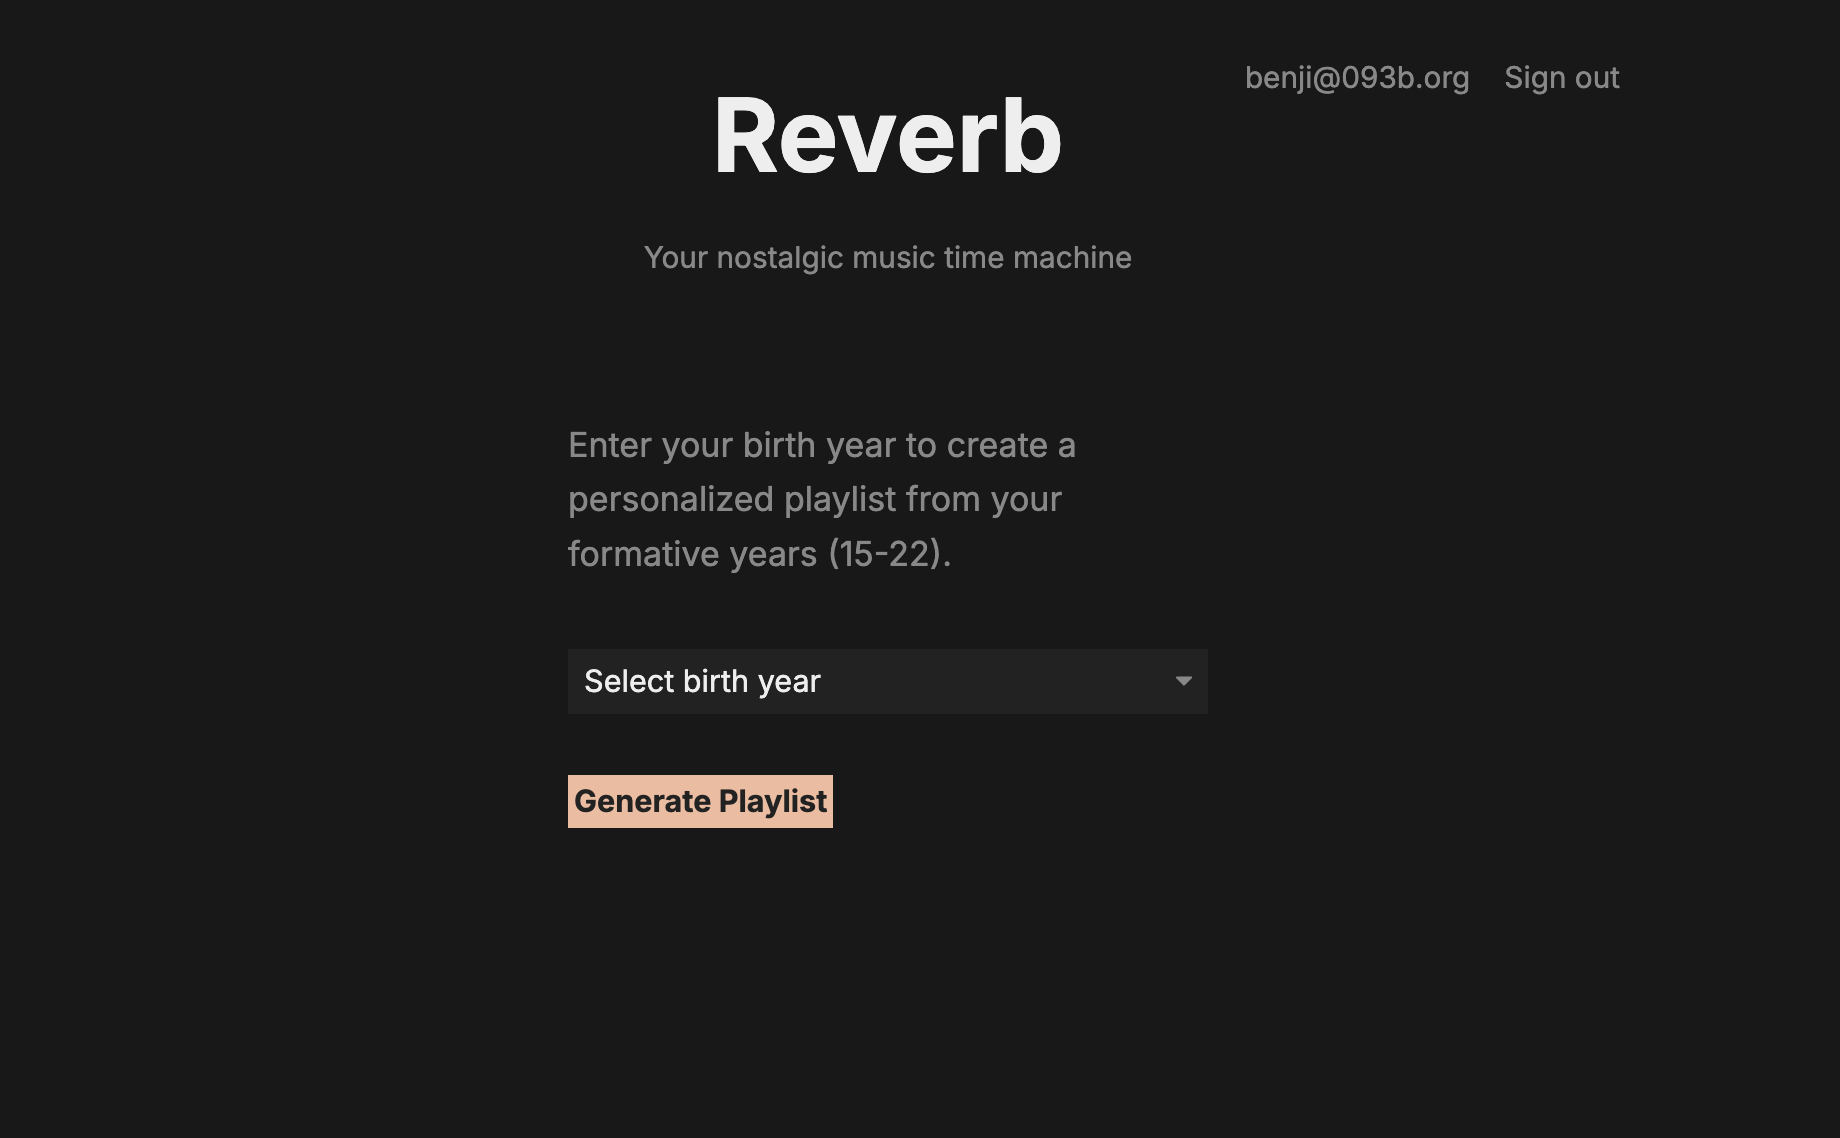 benji@093b.org Sign out
Reverb
Your nostalgic music time machine
Enter your birth year to create a
personalized playlist from your
formative years (15-22).
Select birth year
Generate Playlist